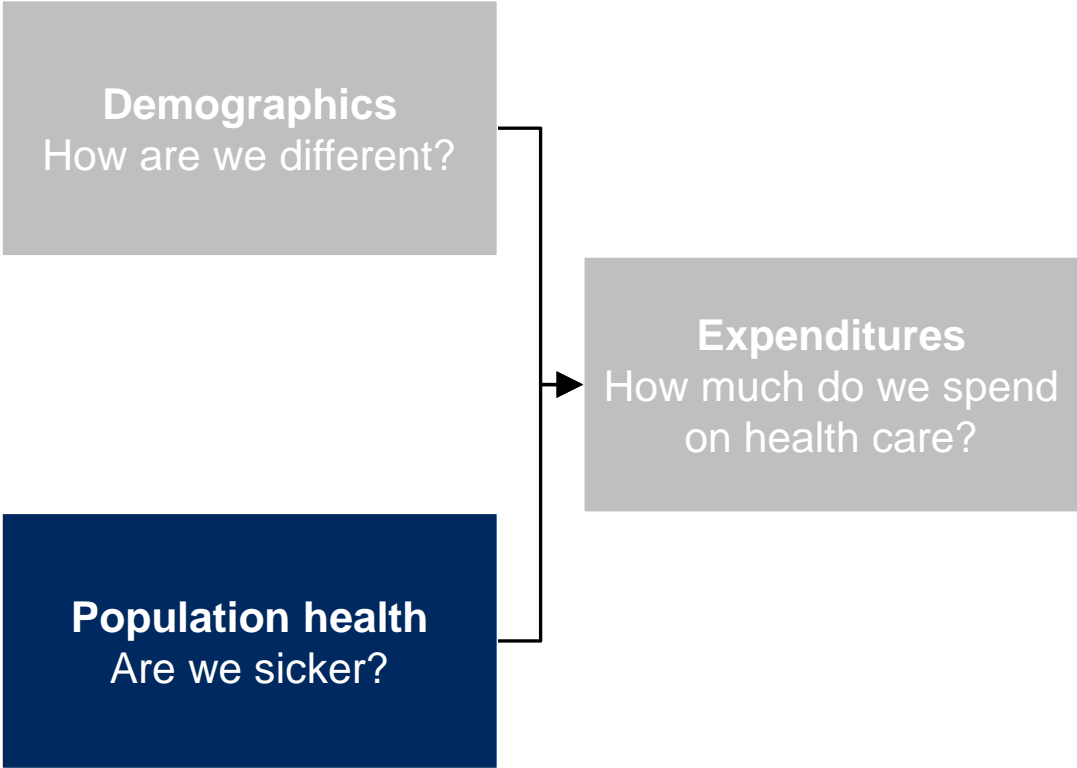 Demographics
How are we different?
Expenditures
How much do we spend
on health care?
Population health
Are we sicker?